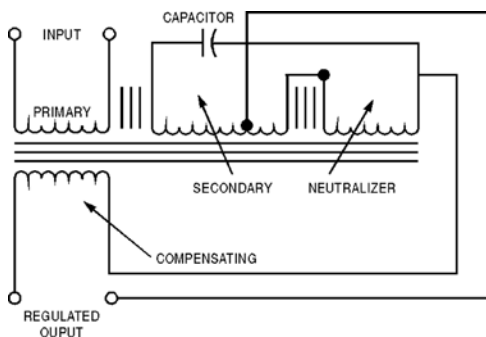 CAPACITOR
INPUT
PRIMARY
SECONDARY
NEUTRALIZER
COMPENSATING
REGULATED
OUPUT